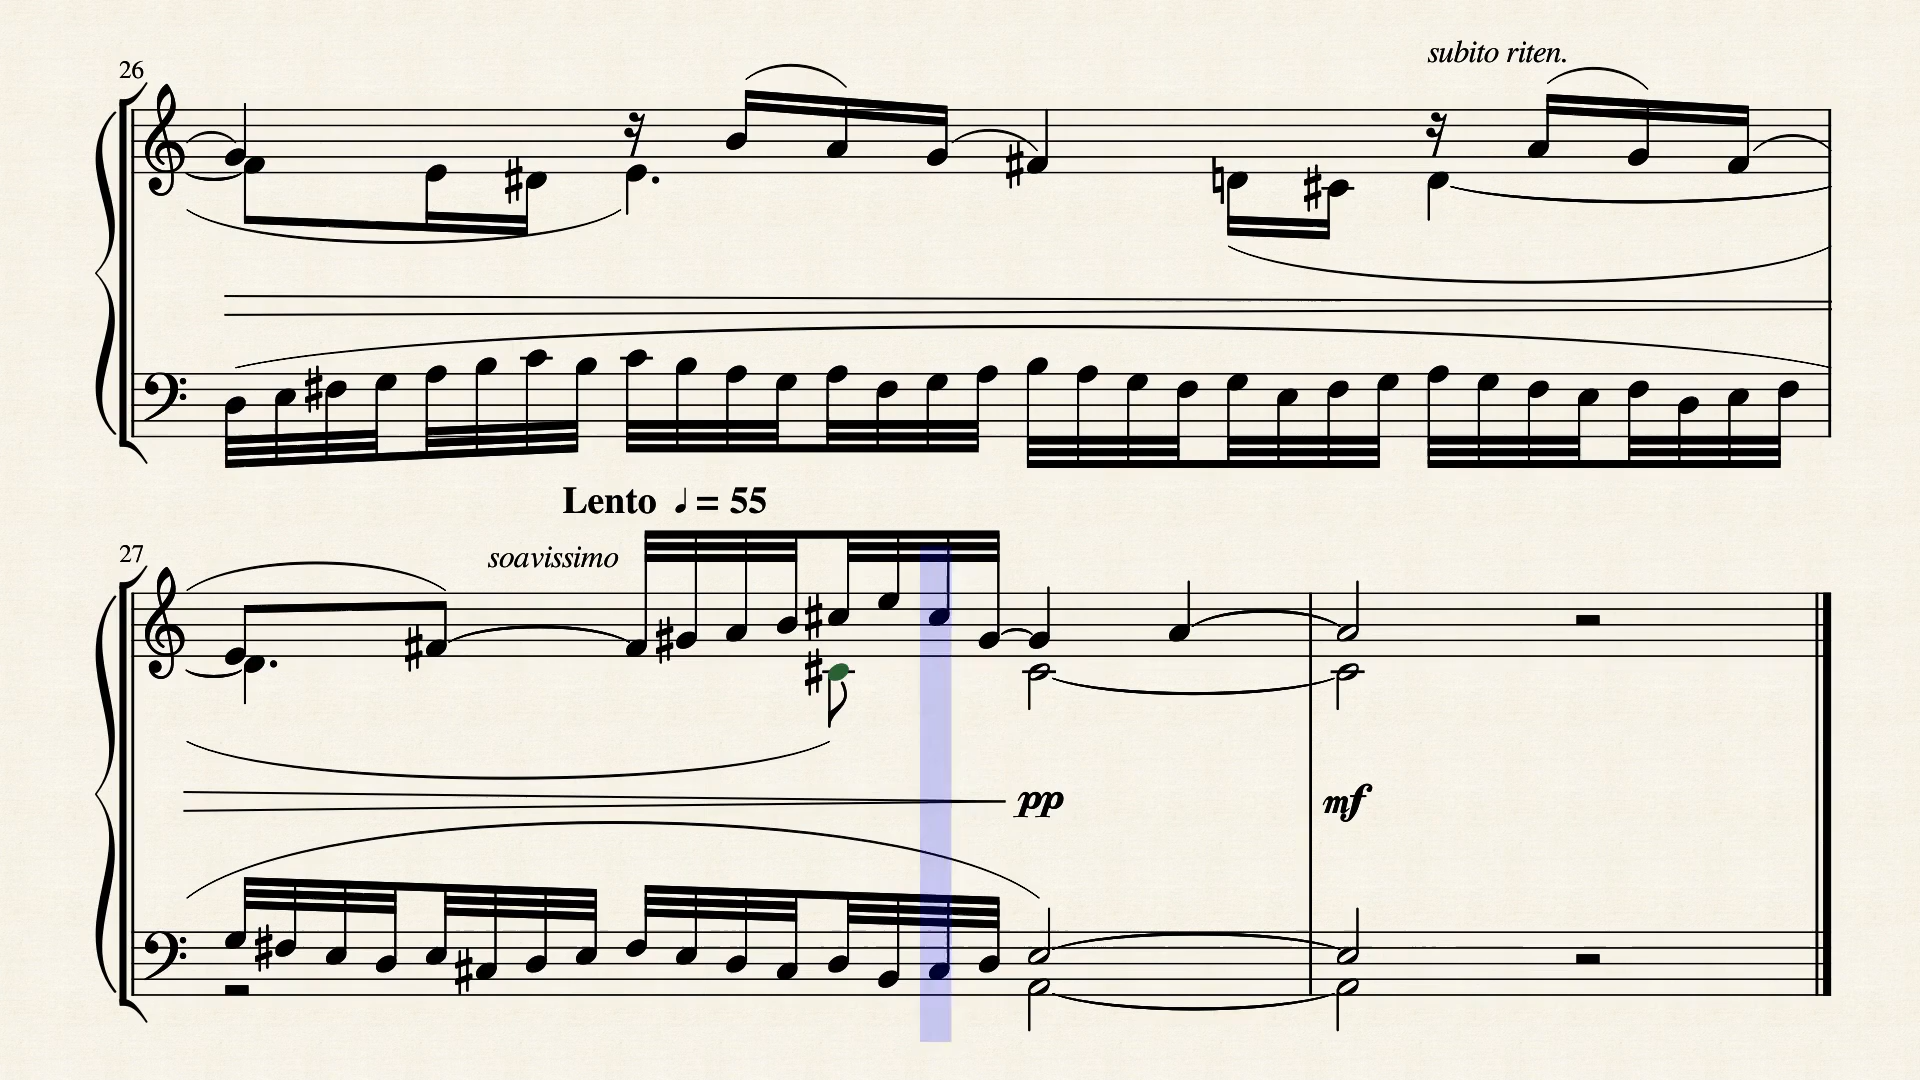 26
subito riten.
Lento ♩ = 55
27
soavissimo
pp
mf